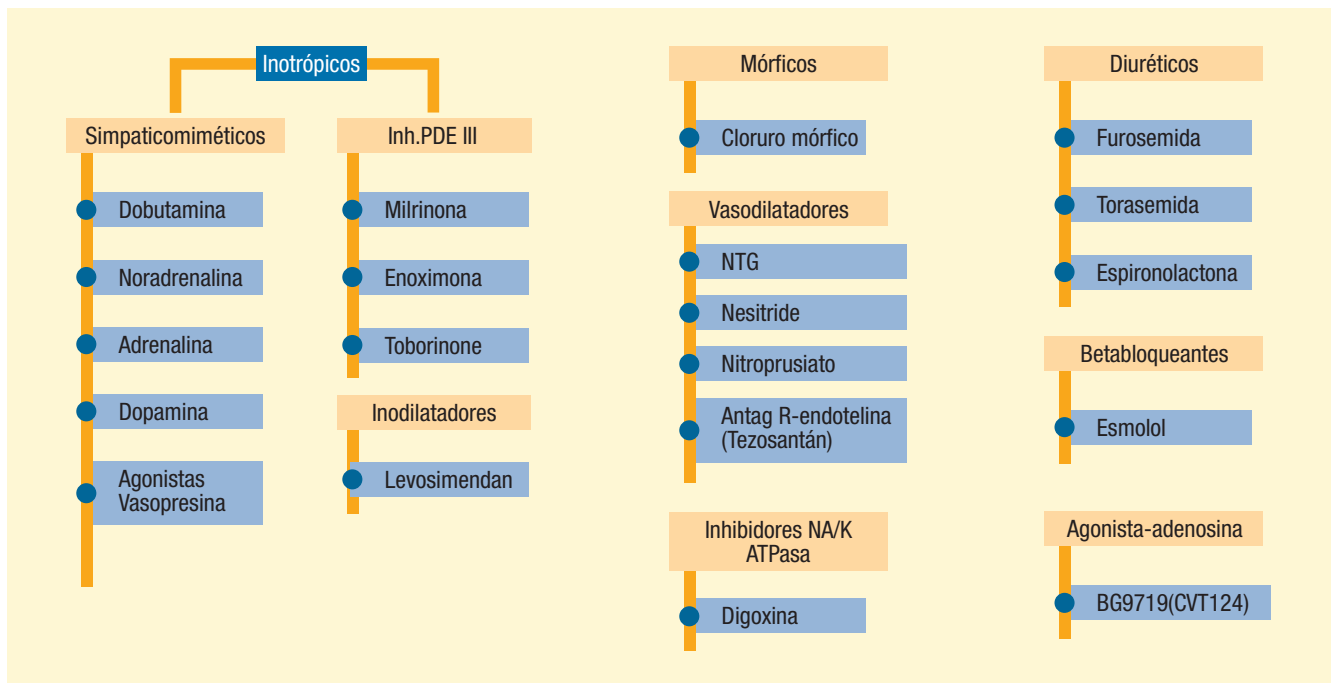 Inotrópicos
Simpaticomiméticos
Dobutamina
Noradrenalina
Adrenalina
Dopamina
Agonistas
Vasopresina
Inh.PDE III
Milrinona
Enoximona
Toborinone
Inodilatadores
Levosimendan
Mórficos
Cloruro mórfico
Vasodilatadores
NTG
Nesitride
Nitroprusiato
Antag R-endotelina
(Tezosantán)
Inhibidores NA/K
ATPasa
Digoxina
Diuréticos
Furosemida
Torasemida
Espironolactona
Betabloqueantes
Esmolol
Agonista-adenosina
BG9719(CVT124)